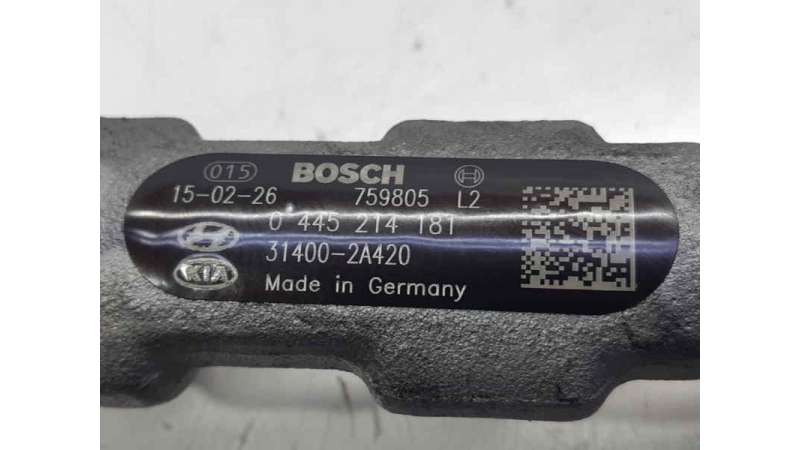 015 BOSCH
15-02-26 759805 L2
0 445 214 181
31400-2A420
KIA
Made in Germany